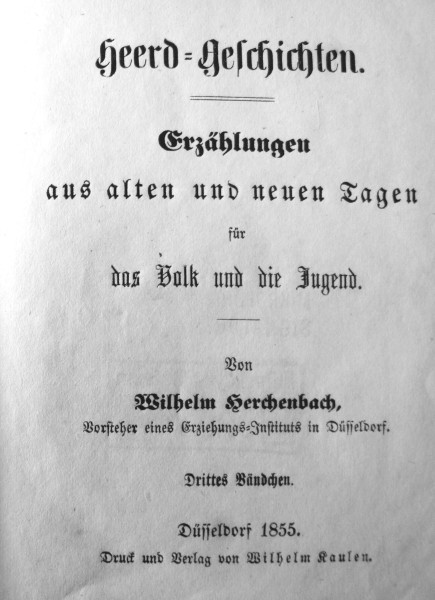 Heerd=Geschichten.
Erzählungen
aus alten und neuen Tagen
für
das Volk und die Jugend.
Von
Wilhelm Herchenbach,
Vorsteher eines Erziehungs=Instituts in Düsseldorf.
Drittes Bändchen.
Düsseldorf 1855.
Druck und Verlag von Wilhelm Kaulen.